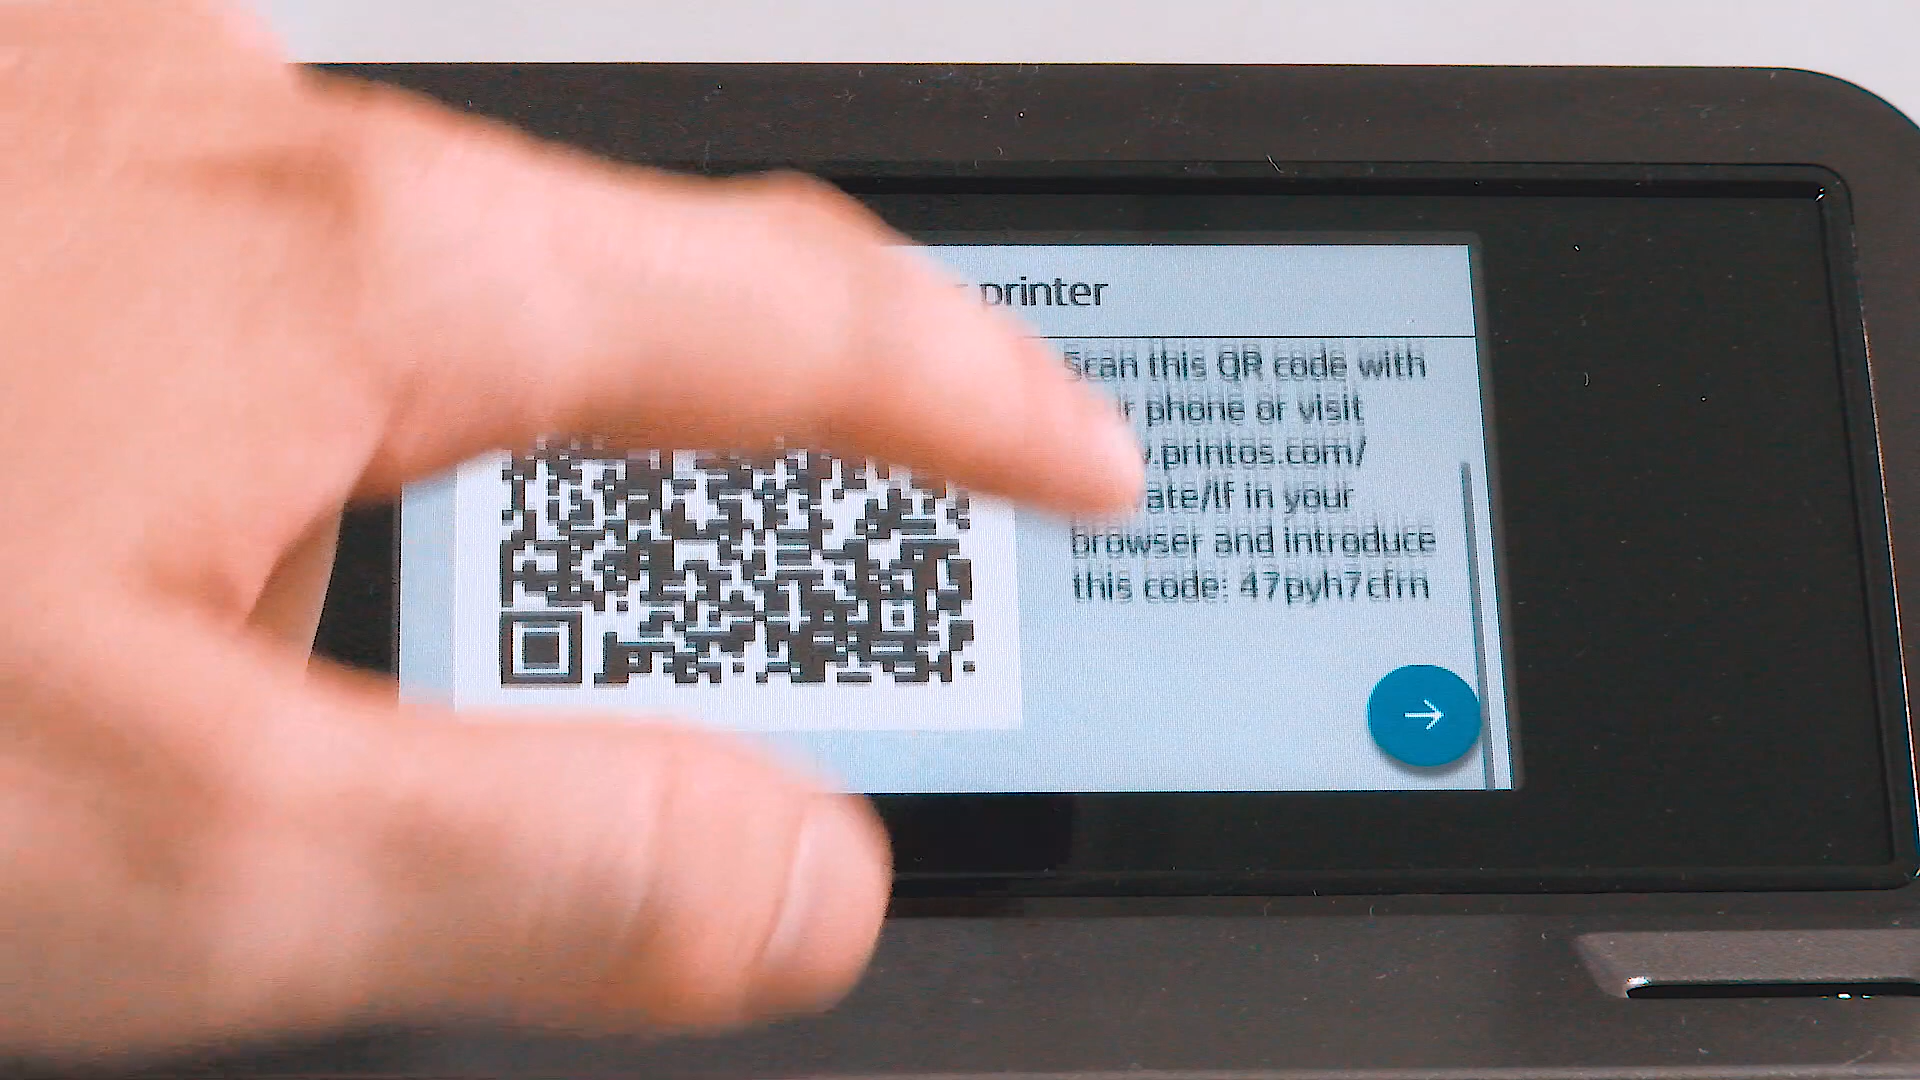 printer
Scan this QR code with
phone or visit
.printos.com/
ate/lf in your
browser and introduce
this code: 47pyh7cfrn